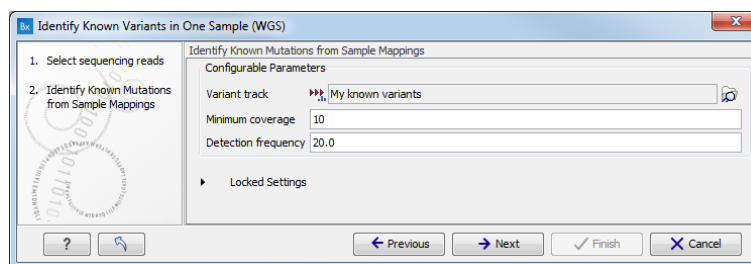 Bx Identify Known Variants in One Sample (WGS)
x
1. Select sequencing reads
2. Identify Known Mutations
from Sample Mappings
Identify Known Mutations from Sample Mappings
Configurable Parameters
Variant track My known variants
Minimum coverage 10
Detection frequency 20.0
Locked Settings
? Previous Next Finish Cancel